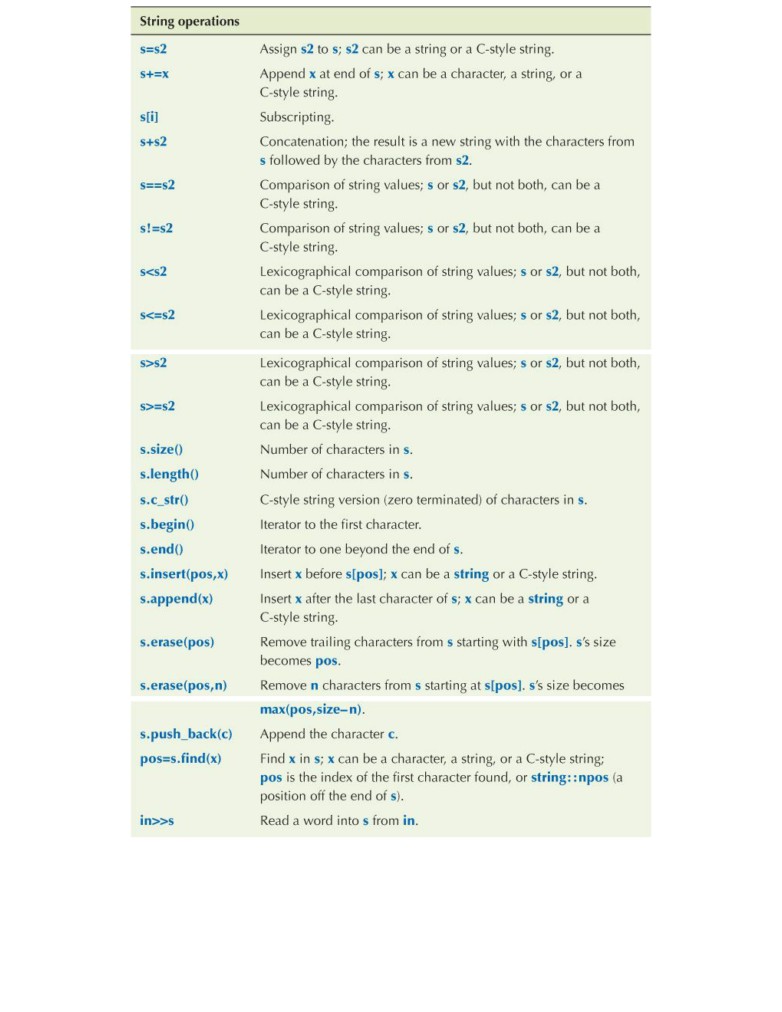 String operations
s=s2 Assign s2 to s; s2 can be a string or a C-style string.
s+=x Append x at end of s; x can be a character, a string, or a
C-style string.
s[i] Subscripting.
s+s2 Concatenation; the result is a new string with the characters from
s followed by the characters from s2.
s==s2 Comparison of string values; s or s2, but not both, can be a
C-style string.
s!=s2 Comparison of string values; s or s2, but not both, can be a
C-style string.
s<s2 Lexicographical comparison of string values; s or s2, but not both,
can be a C-style string.
s<=s2 Lexicographical comparison of string values; s or s2, but not both,
can be a C-style string.
s>s2 Lexicographical comparison of string values; s or s2, but not both,
can be a C-style string.
s>=s2 Lexicographical comparison of string values; s or s2, but not both,
can be a C-style string.
s.size() Number of characters in s.
s.length() Number of characters in s.
s.c_str() C-style string version (zero terminated) of characters in s.
s.begin() Iterator to the first character.
s.end() Iterator to one beyond the end of s.
s.insert(pos,x) Insert x before s[pos]; x can be a string or a C-style string.
s.append(x) Insert x after the last character of s; x can be a string or a
C-style string.
s.erase(pos) Remove trailing characters from s starting with s[pos]. s’s size
becomes pos.
s.erase(pos,n) Remove n characters from s starting at s[pos]. s’s size becomes
max(pos,size–n).
s.push_back(c) Append the character c.
pos=s.find(x) Find x in s; x can be a character, a string, or a C-style string;
pos is the index of the first character found, or string::npos (a
position off the end of s).
in>>s Read a word into s from in.